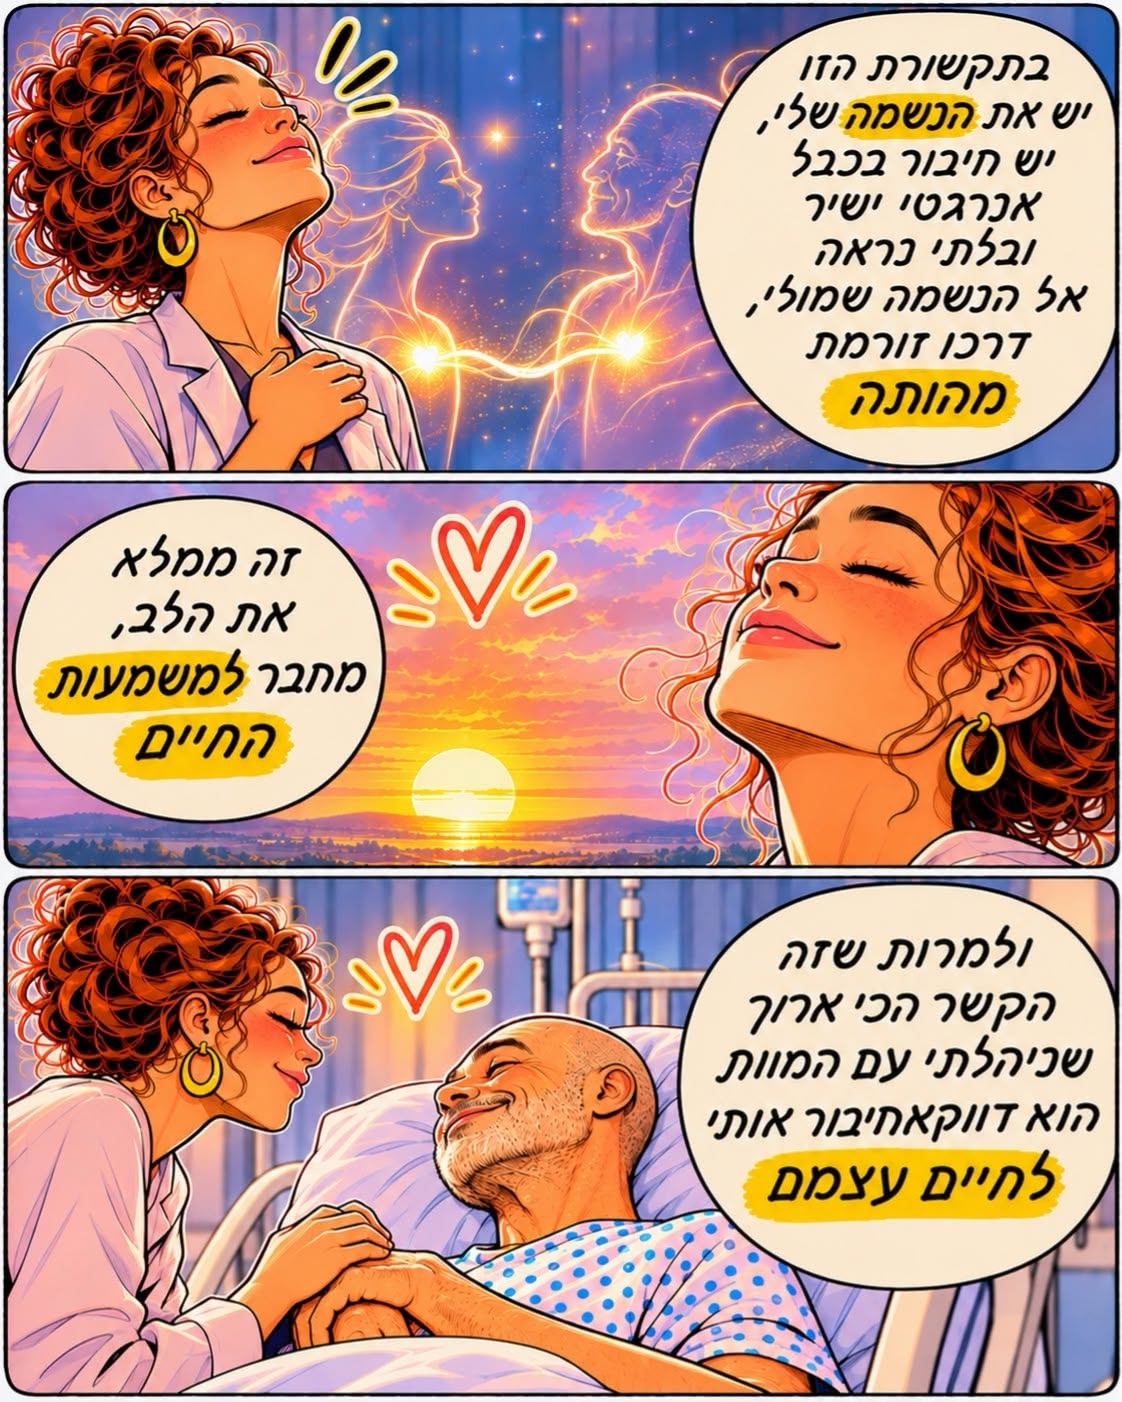 בתקשורת הזו
יש את הנשמה שלי,
יש חיבור בכבל
אנרגטי ישיר
ובלתי נראה
אל הנשמה שמולי,
דרכו זורמת
מהותה
זה ממלא
את הלב,
מחבר למשמעות
החיים
ולמרות שזה
הקשר הכי ארוך
שניהלתי עם המוות
הוא דווקאחיבור אותי
לחיים עצמם